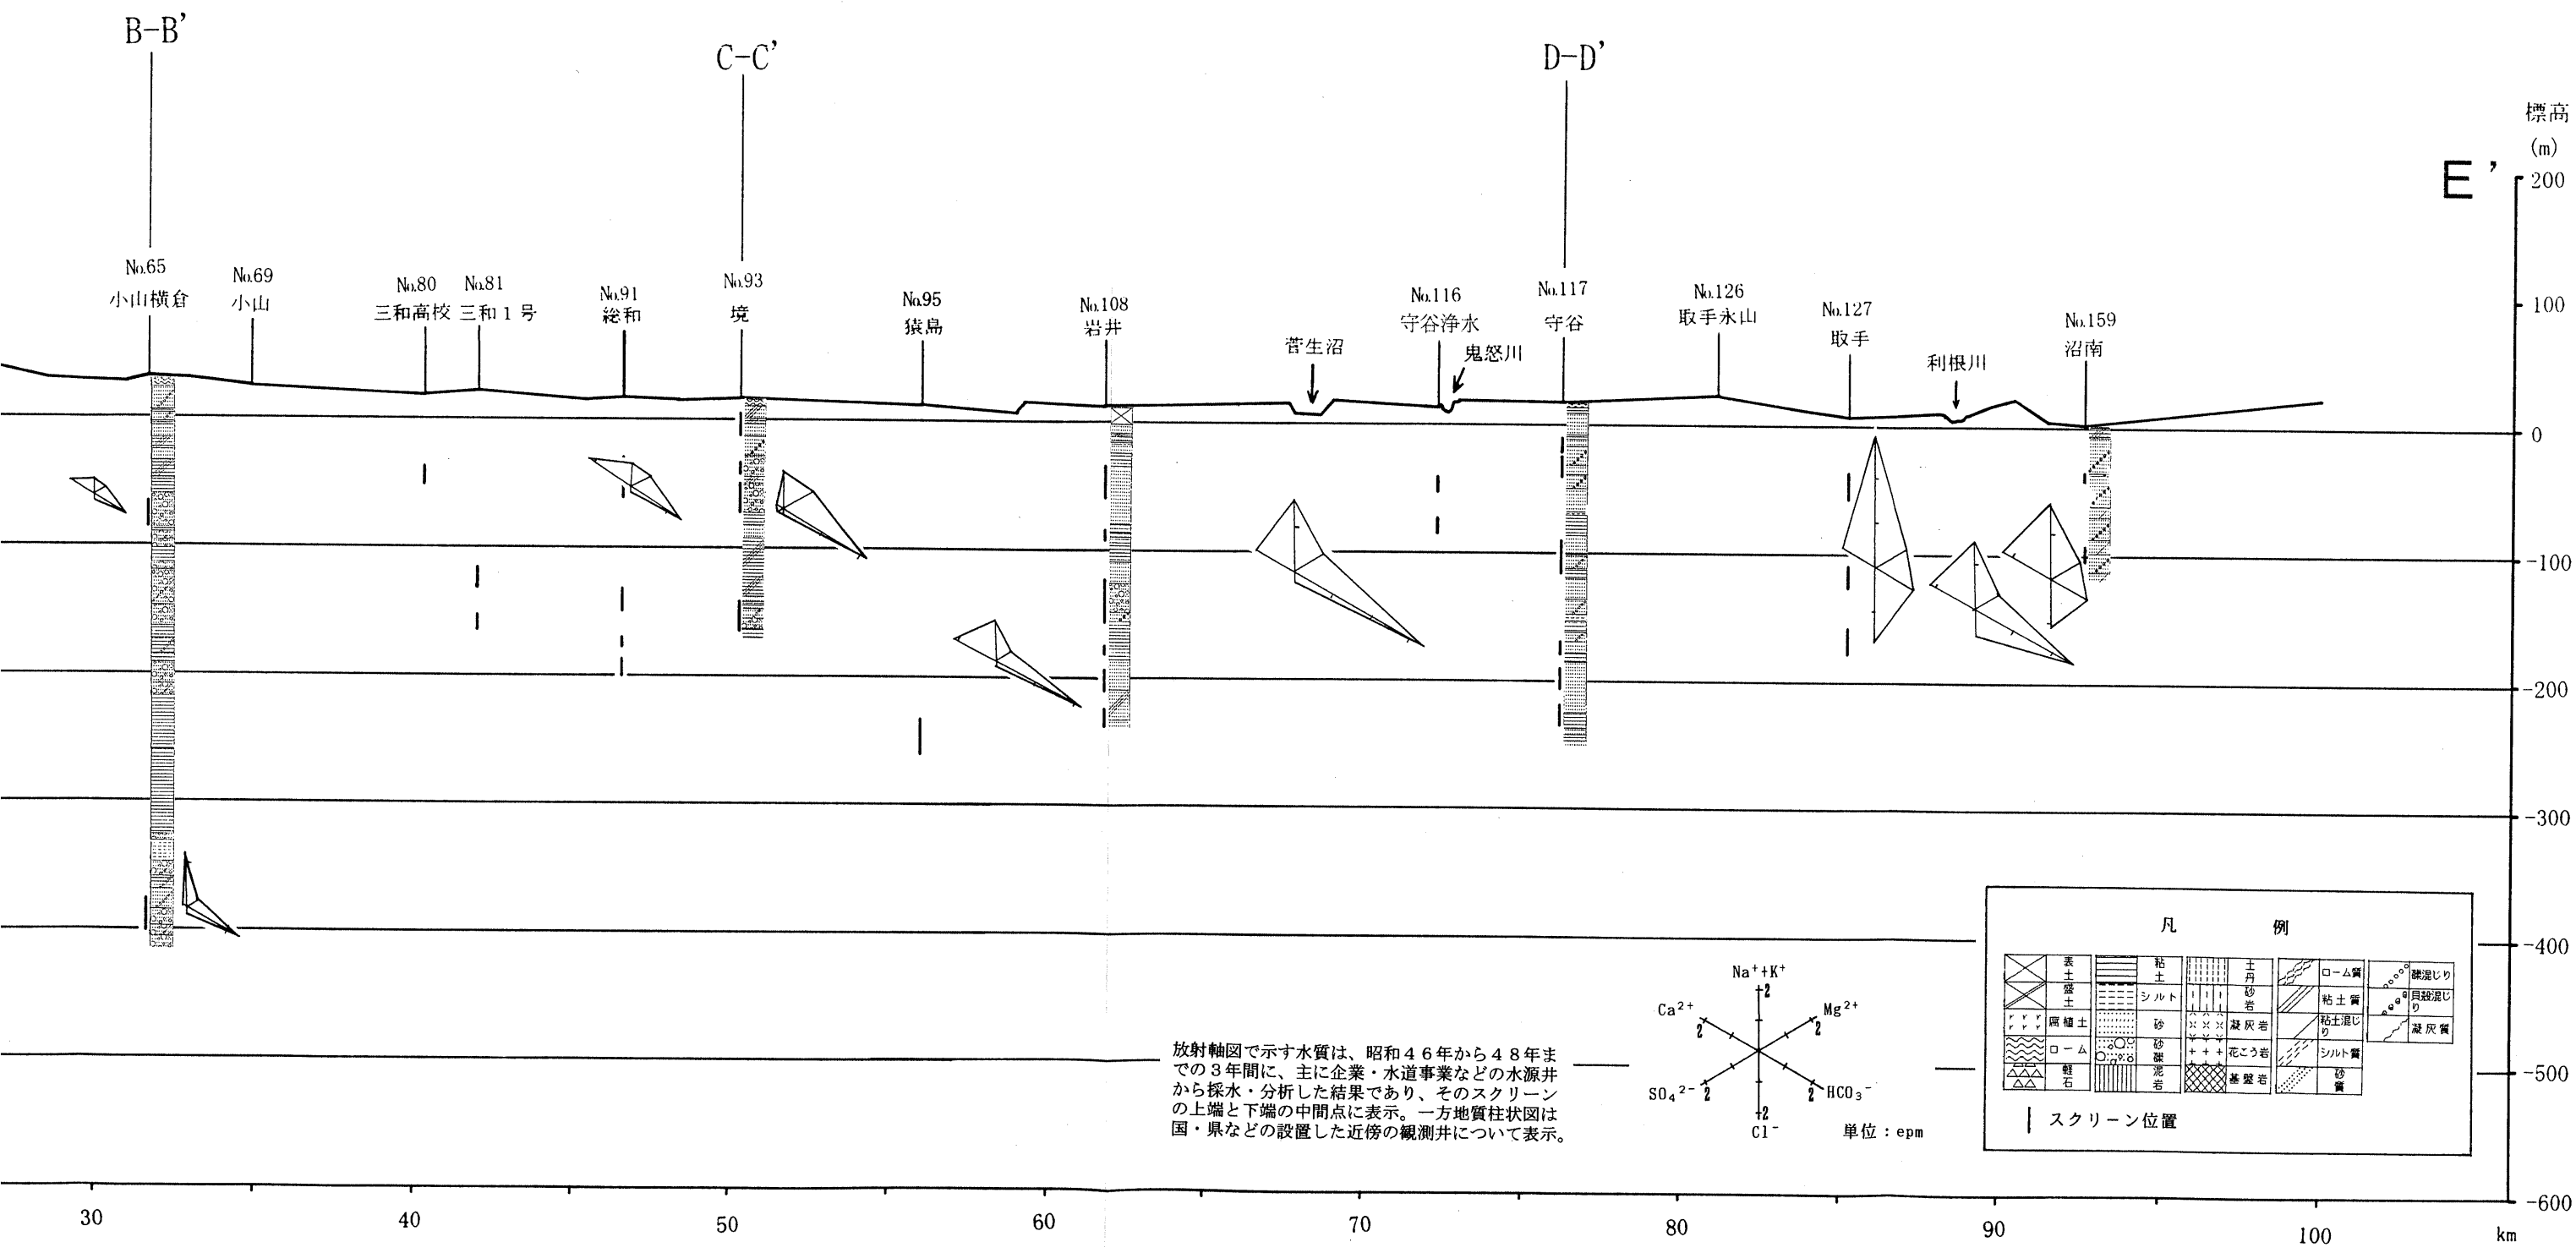 B-B'
C-C'
D-D'
標高
(m)
E'
200
100
0
-100
-200
-300
-400
-500
-600
No.65
小山横倉
No.69
小山
No.80
三和高校
No.81
三和1号
No.91
総和
No.93
境
No.95
猿島
No.108
岩井
菅生沼
No.116
守谷浄水
鬼怒川
No.117
守谷
No.126
取手永山
No.127
取手
利根川
No.159
沼南
放射軸図で示す水質は、昭和46年から48年ま
での3年間に、主に企業・水道事業などの水源井
から採水・分析した結果であり、そのスクリーン
の上端と下端の中間点に表示。一方地質柱状図は
国・県などの設置した近傍の観測井について表示。
Na⁺+K⁺
2
Ca²⁺
2
Mg²⁺
2
SO₄²⁻ 2
2 HCO₃⁻
2
Cl⁻
単位：epm
凡 例
表土
粘土
土丹
ローム質
礫混じり
盛土
シルト
砂岩
粘土質
貝殻混じり
腐植土
砂
凝灰岩
粘土混じり
凝灰質
ローム
砂礫
花こう岩
シルト質
軽石
泥岩
基盤岩
砂質
スクリーン位置
30
40
50
60
70
80
90
100
km